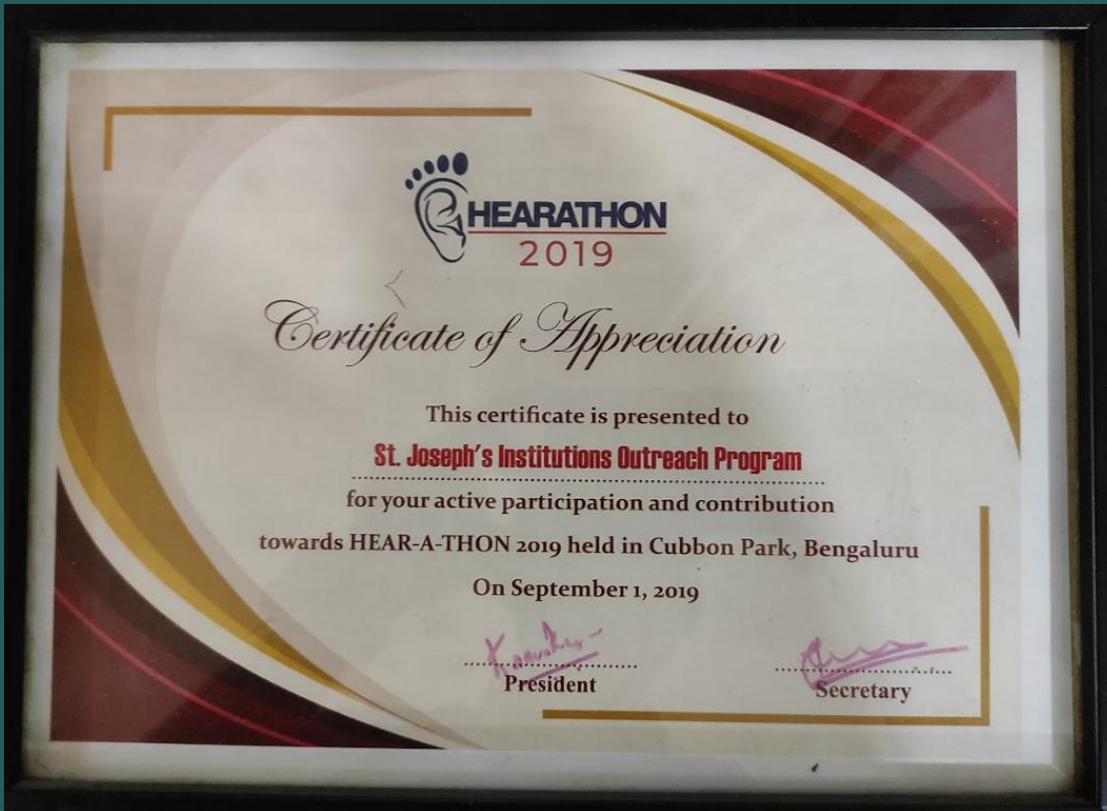 HEARATHON
2019
Certificate of Appreciation
This certificate is presented to
St. Joseph's Institutions Outreach Program
for your active participation and contribution
towards HEAR-A-THON 2019 held in Cubbon Park, Bengaluru
On September 1, 2019
President
Secretary